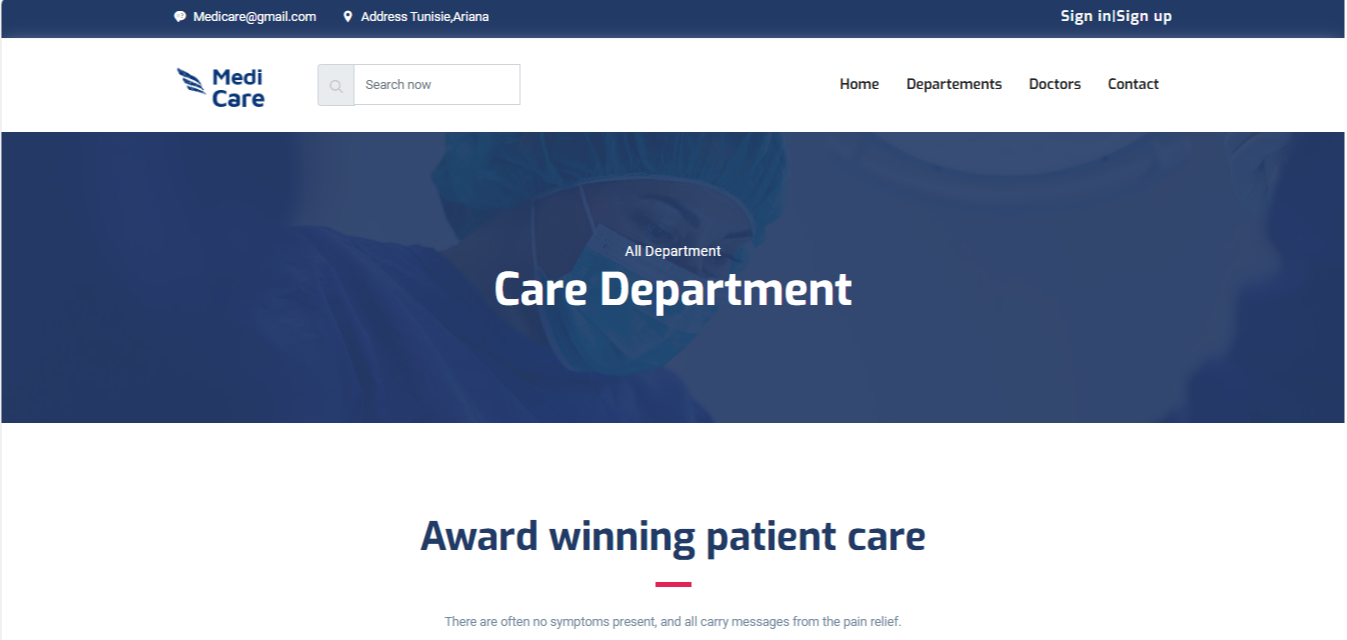 Medicare@gmail.com Address Tunisie,Ariana Sign in|Sign up
Medi
Care
Search now
Home Departements Doctors Contact
All Department
Care Department
Award winning patient care
There are often no symptoms present, and all carry messages from the pain relief.